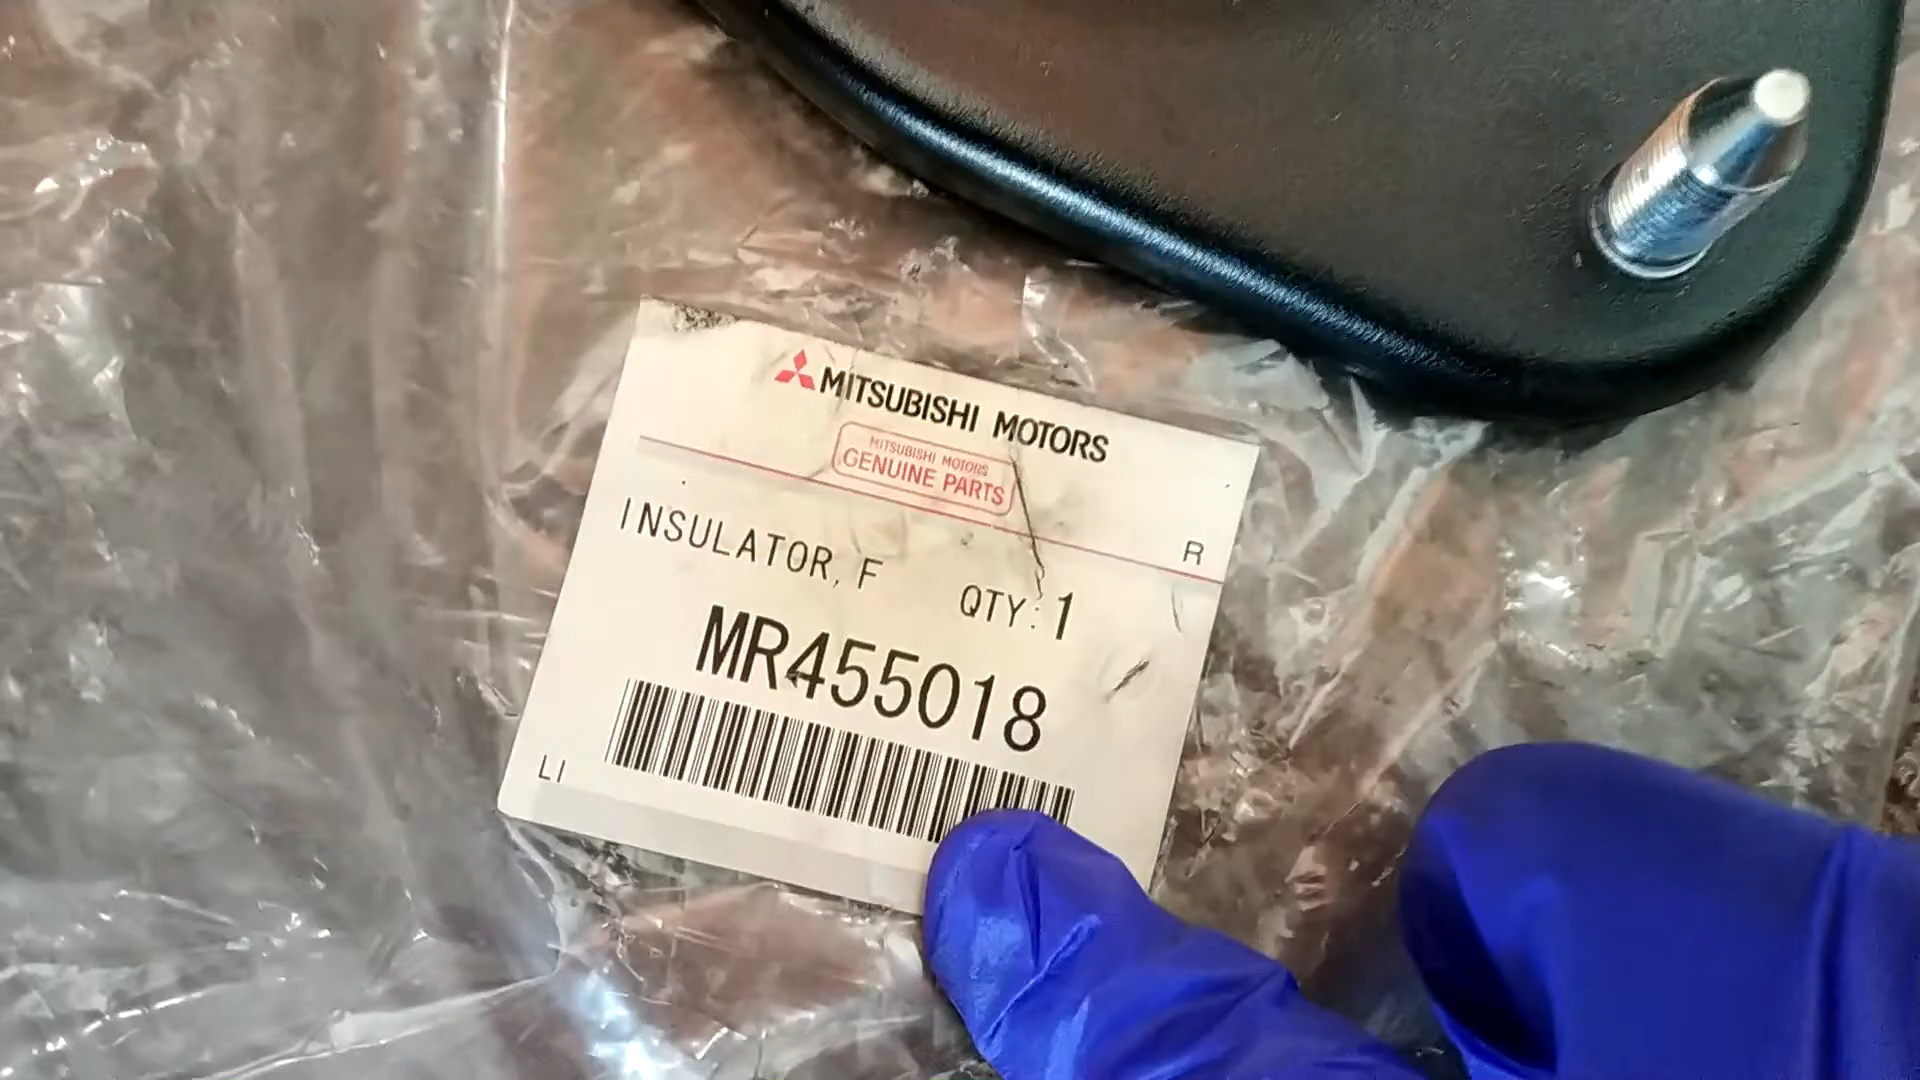 MITSUBISHI MOTORS
MITSUBISHI MOTORS
GENUINE PARTS
R
INSULATOR, F
QTY: 1
MR455018
LI